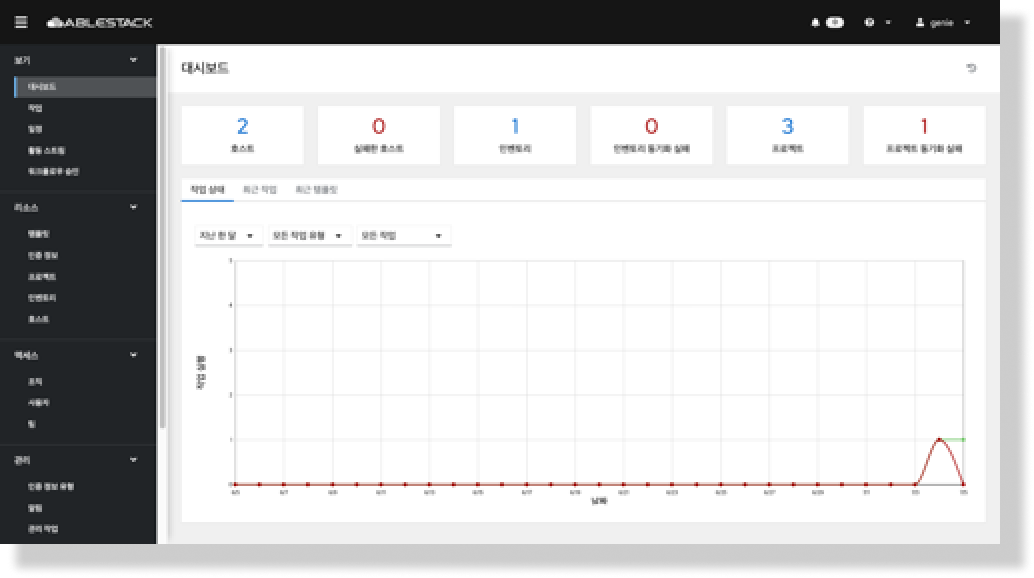 ABLESTACK
0
genie
보기
대시보드
작업
일정
활동 스트림
워크플로우 승인
리소스
템플릿
인증 정보
프로젝트
인벤토리
호스트
액세스
조직
사용자
팀
관리
인증 정보 유형
알림
관리 작업
대시보드
2
호스트
0
실패한 호스트
1
인벤토리
0
인벤토리 동기화 실패
3
프로젝트
1
프로젝트 동기화 실패
작업 상태 최근 작업 최근 템플릿
지난 한 달 모든 작업 유형 모든 작업
작업 실행
5
4
3
2
1
0
날짜